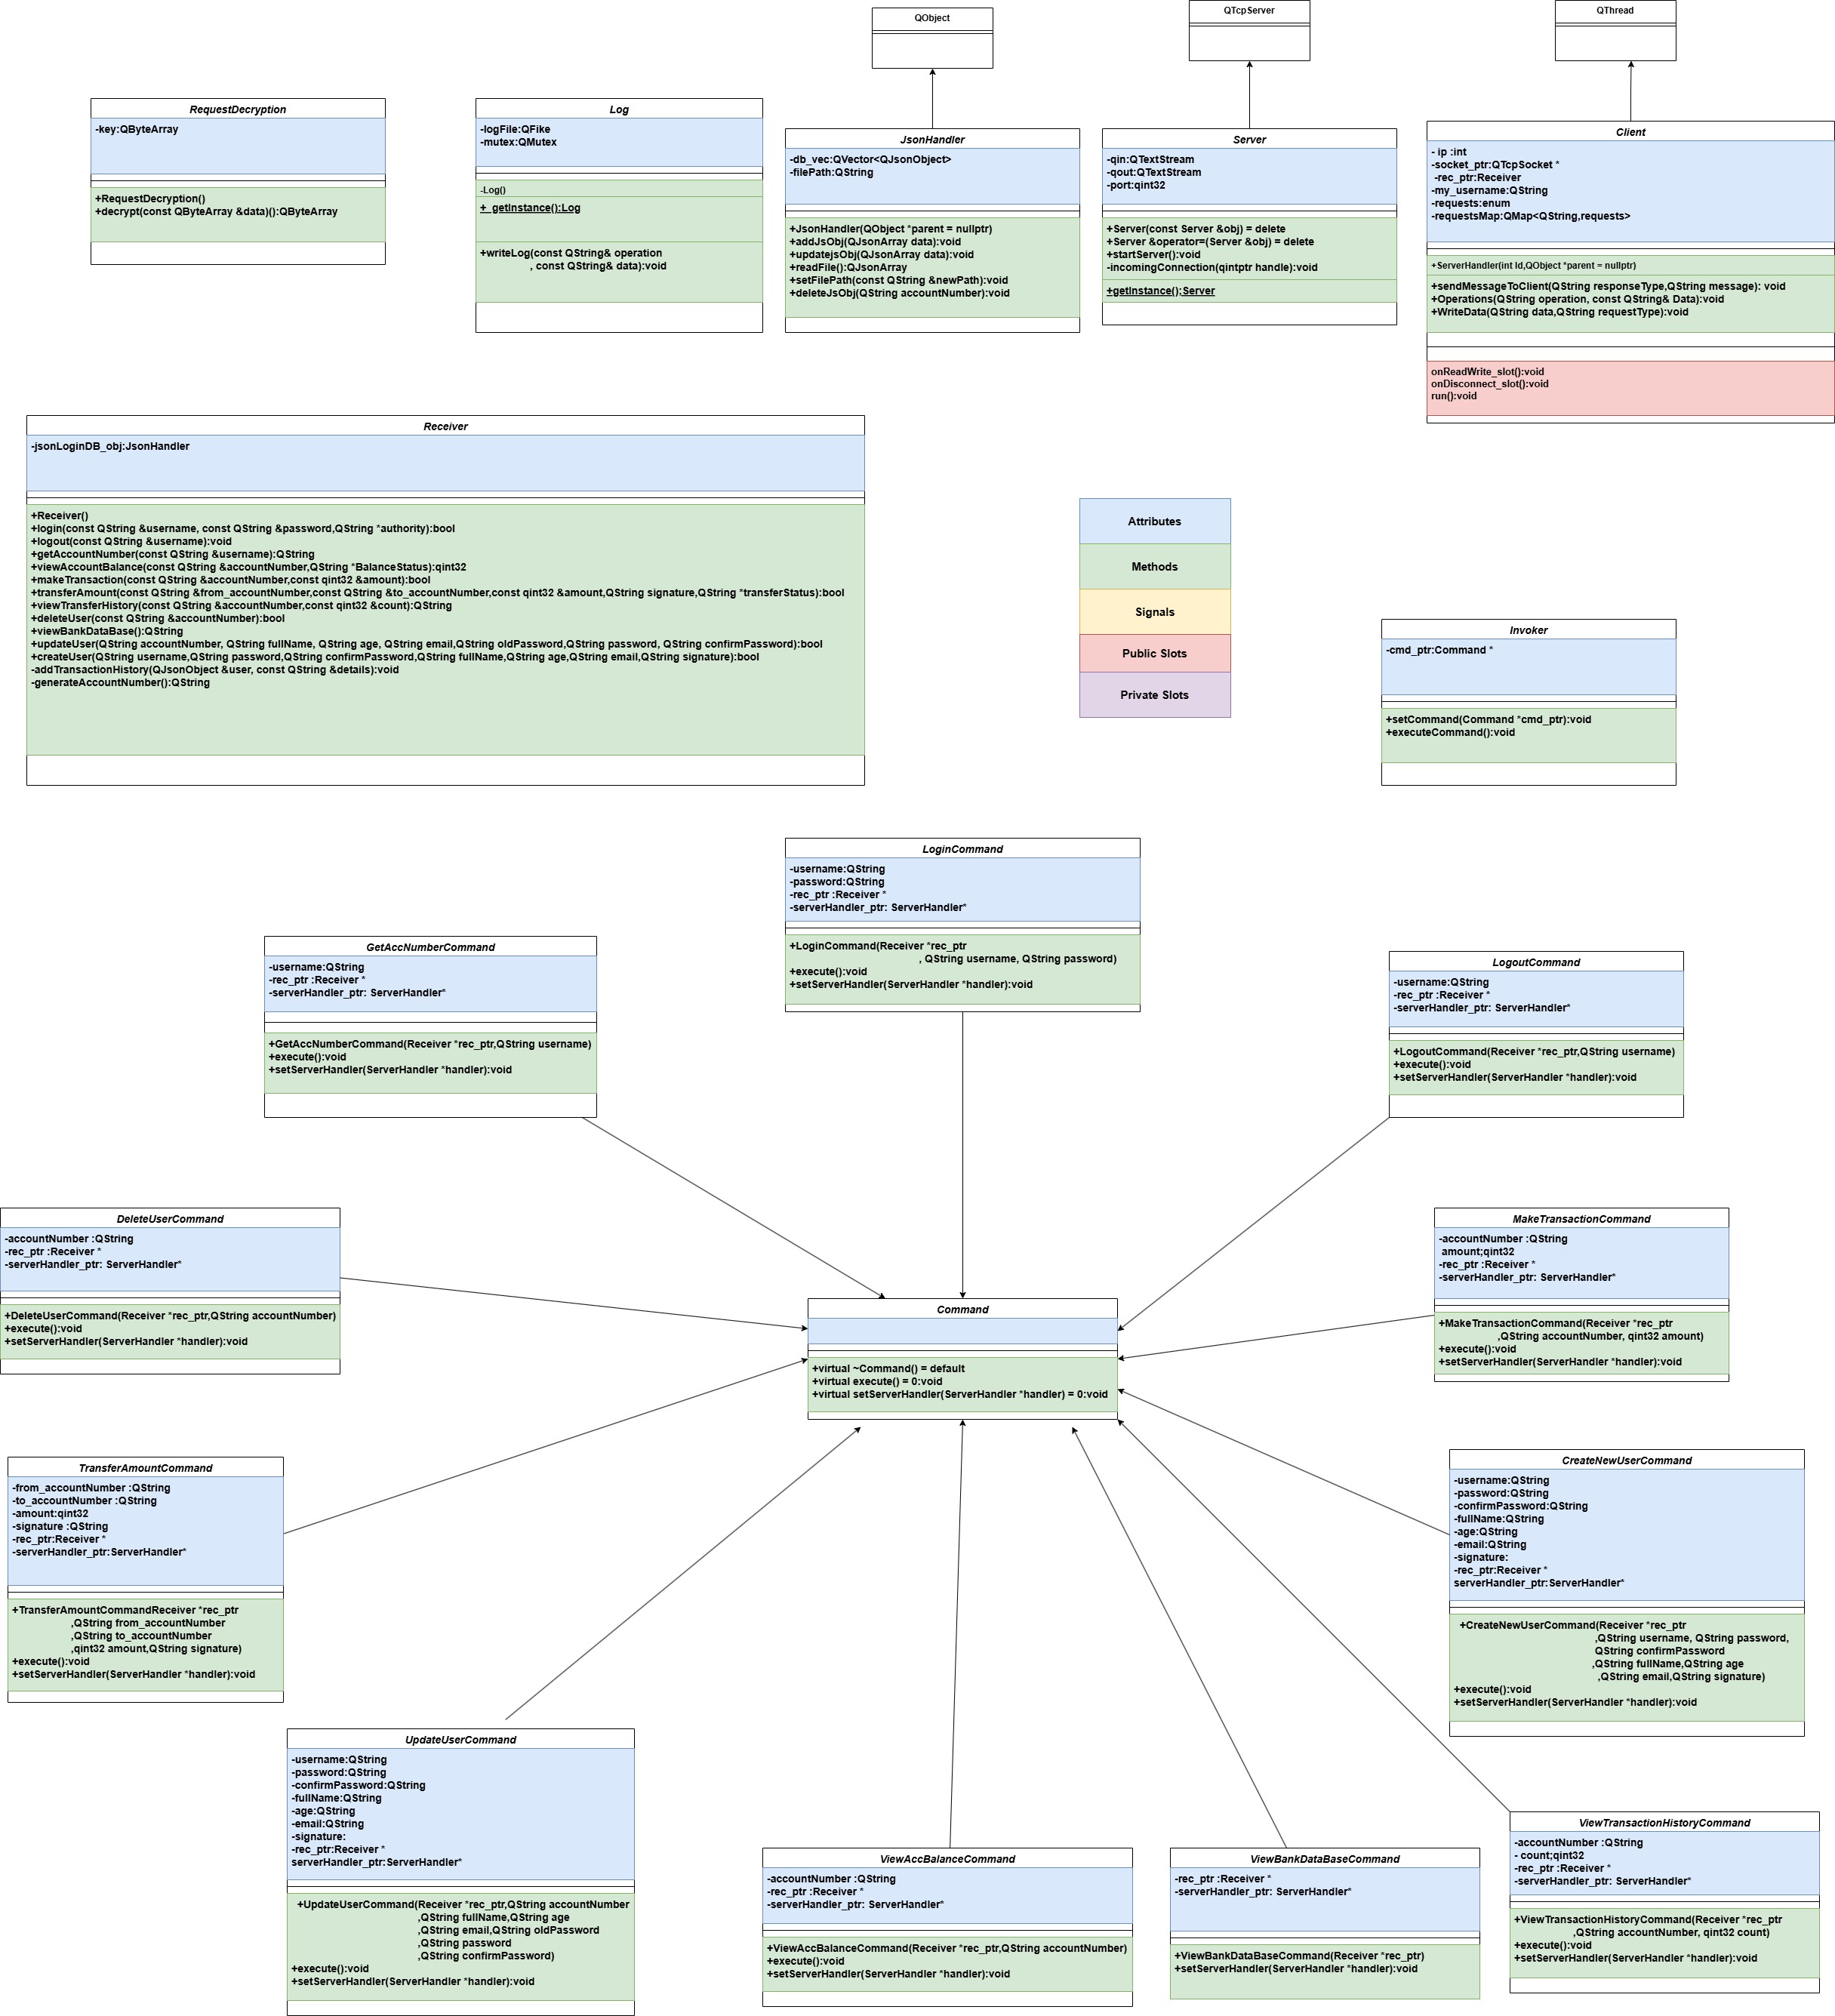 QObject
QTcpServer
QThread
RequestDecryption
-key:QByteArray
+RequestDecryption()
+decrypt(const QByteArray &data)():QByteArray
Log
-logFile:QFike
-mutex:QMutex
-Log()
+ getInstance():Log
+writeLog(const QString& operation
, const QString& data):void
JsonHandler
-db_vec:QVector<QJsonObject>
-filePath:QString
+JsonHandler(QObject *parent = nullptr)
+addJsObj(QJsonArray data):void
+updatejsObj(QJsonArray data):void
+readFile():QJsonArray
+setFilePath(const QString &newPath):void
+deleteJsObj(QString accountNumber):void
Server
-qin:QTextStream
-qout:QTextStream
-port:qint32
+Server(const Server &obj) = delete
+Server &operator=(Server &obj) = delete
+startServer():void
-incomingConnection(qintptr handle):void
+getInstance();Server
Client
- ip :int
-socket_ptr:QTcpSocket *
-rec_ptr:Receiver
-my_username:QString
-requests:enum
-requestsMap:QMap<QString,requests>
+ServerHandler(int Id,QObject *parent = nullptr)
+sendMessageToClient(QString responseType,QString message): void
+Operations(QString operation, const QString& Data):void
+WriteData(QString data,QString requestType):void
onReadWrite_slot():void
onDisconnect_slot():void
run():void
Receiver
-jsonLoginDB_obj:JsonHandler
+Receiver()
+login(const QString &username, const QString &password,QString *authority):bool
+logout(const QString &username):void
+getAccountNumber(const QString &username):QString
+viewAccountBalance(const QString &accountNumber,QString *BalanceStatus):qint32
+makeTransaction(const QString &accountNumber,const qint32 &amount):bool
+transferAmount(const QString &from_accountNumber,const QString &to_accountNumber,const qint32 &amount,QString signature,QString *transferStatus):bool
+viewTransferHistory(const QString &accountNumber,const qint32 &count):QString
+deleteUser(const QString &accountNumber):bool
+viewBankDataBase():QString
+updateUser(QString accountNumber, QString fullName, QString age, QString email,QString oldPassword,QString password, QString confirmPassword):bool
+createUser(QString username,QString password,QString confirmPassword,QString fullName,QString age,QString email,QString signature):bool
-addTransactionHistory(QJsonObject &user, const QString &details):void
-generateAccountNumber():QString
Attributes
Methods
Signals
Public Slots
Private Slots
Invoker
-cmd_ptr:Command *
+setCommand(Command *cmd_ptr):void
+executeCommand():void
LoginCommand
-username:QString
-password:QString
-rec_ptr :Receiver *
-serverHandler_ptr: ServerHandler*
+LoginCommand(Receiver *rec_ptr
, QString username, QString password)
+execute():void
+setServerHandler(ServerHandler *handler):void
GetAccNumberCommand
-username:QString
-rec_ptr :Receiver *
-serverHandler_ptr: ServerHandler*
+GetAccNumberCommand(Receiver *rec_ptr,QString username)
+execute():void
+setServerHandler(ServerHandler *handler):void
LogoutCommand
-username:QString
-rec_ptr :Receiver *
-serverHandler_ptr: ServerHandler*
+LogoutCommand(Receiver *rec_ptr,QString username)
+execute():void
+setServerHandler(ServerHandler *handler):void
DeleteUserCommand
-accountNumber :QString
-rec_ptr :Receiver *
-serverHandler_ptr: ServerHandler*
+DeleteUserCommand(Receiver *rec_ptr,QString accountNumber)
+execute():void
+setServerHandler(ServerHandler *handler):void
MakeTransactionCommand
-accountNumber :QString
amount;qint32
-rec_ptr :Receiver *
-serverHandler_ptr: ServerHandler*
+MakeTransactionCommand(Receiver *rec_ptr
,QString accountNumber, qint32 amount)
+execute():void
+setServerHandler(ServerHandler *handler):void
Command
+virtual ~Command() = default
+virtual execute() = 0:void
+virtual setServerHandler(ServerHandler *handler) = 0:void
TransferAmountCommand
-from_accountNumber :QString
-to_accountNumber :QString
-amount:qint32
-signature :QString
-rec_ptr:Receiver *
-serverHandler_ptr:ServerHandler*
+TransferAmountCommandReceiver *rec_ptr
,QString from_accountNumber
,QString to_accountNumber
,qint32 amount,QString signature)
+execute():void
+setServerHandler(ServerHandler *handler):void
CreateNewUserCommand
-username:QString
-password:QString
-confirmPassword:QString
-fullName:QString
-age:QString
-email:QString
-signature:
-rec_ptr:Receiver *
serverHandler_ptr:ServerHandler*
+CreateNewUserCommand(Receiver *rec_ptr
,QString username, QString password,
QString confirmPassword
,QString fullName,QString age
,QString email,QString signature)
+execute():void
+setServerHandler(ServerHandler *handler):void
UpdateUserCommand
-username:QString
-password:QString
-confirmPassword:QString
-fullName:QString
-age:QString
-email:QString
-signature:
-rec_ptr:Receiver *
serverHandler_ptr:ServerHandler*
+UpdateUserCommand(Receiver *rec_ptr,QString accountNumber
,QString fullName,QString age
,QString email,QString oldPassword
,QString password
,QString confirmPassword)
+execute():void
+setServerHandler(ServerHandler *handler):void
ViewAccBalanceCommand
-accountNumber :QString
-rec_ptr :Receiver *
-serverHandler_ptr: ServerHandler*
+ViewAccBalanceCommand(Receiver *rec_ptr,QString accountNumber)
+execute():void
+setServerHandler(ServerHandler *handler):void
ViewBankDataBaseCommand
-rec_ptr :Receiver *
-serverHandler_ptr: ServerHandler*
+ViewBankDataBaseCommand(Receiver *rec_ptr)
+setServerHandler(ServerHandler *handler):void
ViewTransactionHistoryCommand
-accountNumber :QString
- count;qint32
-rec_ptr :Receiver *
-serverHandler_ptr: ServerHandler*
+ViewTransactionHistoryCommand(Receiver *rec_ptr
,QString accountNumber, qint32 count)
+execute():void
+setServerHandler(ServerHandler *handler):void